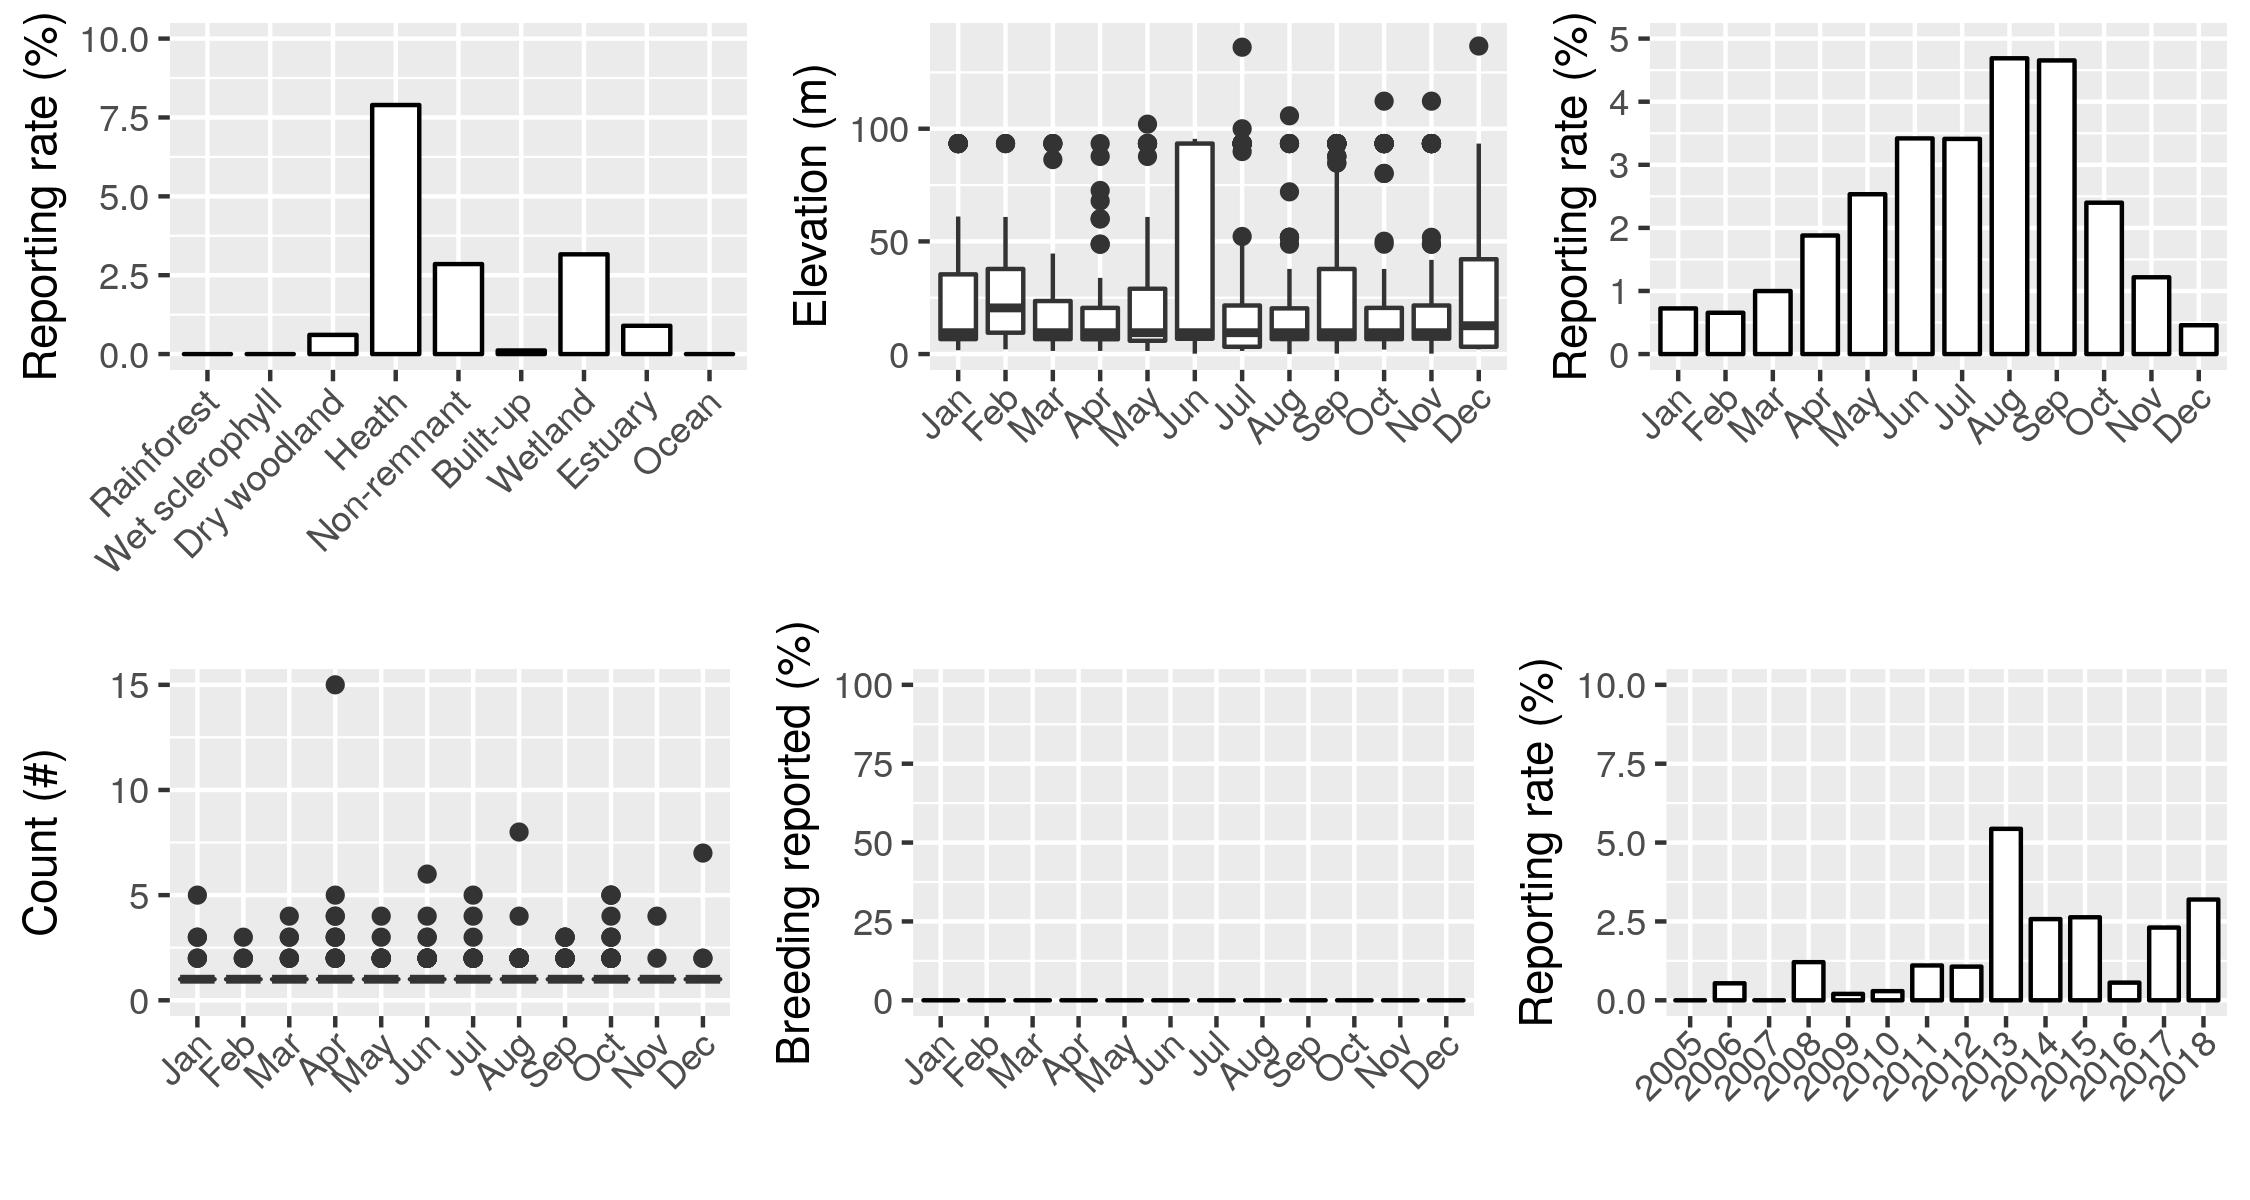 Reporting rate (%)
10.0
7.5
5.0
2.5
0.0
Rainforest
Wet sclerophyll
Dry woodland
Heath
Non-remnant
Built-up
Wetland
Estuary
Ocean
Elevation (m)
100
50
0
Jan
Feb
Mar
Apr
May
Jun
Jul
Aug
Sep
Oct
Nov
Dec
Reporting rate (%)
5
4
3
2
1
0
Jan
Feb
Mar
Apr
May
Jun
Jul
Aug
Sep
Oct
Nov
Dec
Count (#)
15
10
5
0
Jan
Feb
Mar
Apr
May
Jun
Jul
Aug
Sep
Oct
Nov
Dec
Breeding reported (%)
100
75
50
25
0
Jan
Feb
Mar
Apr
May
Jun
Jul
Aug
Sep
Oct
Nov
Dec
Reporting rate (%)
10.0
7.5
5.0
2.5
0.0
2005
2006
2007
2008
2009
2010
2011
2012
2013
2014
2015
2016
2017
2018